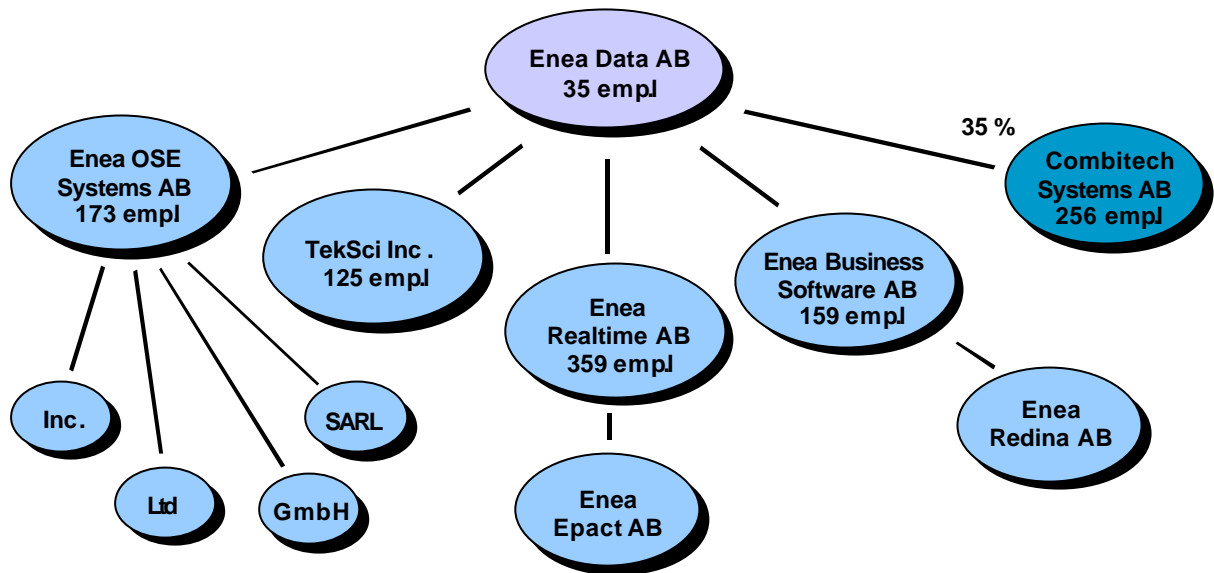 Enea Data AB
35 empl
35 %
Enea OSE
Systems AB
173 empl
Combitech
Systems AB
256 empl
TekSci Inc.
125 empl
Enea Business
Software AB
159 empl
Enea
Realtime AB
359 empl
Inc.
SARL
Enea
Redina AB
Ltd
GmbH
Enea
Epact AB